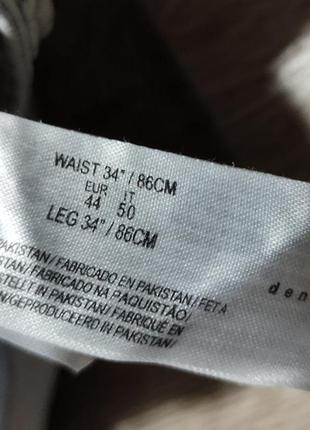 WAIST 34"/86CM
EUR IT
44 50
LEG 34"/86CM
PAKISTAN/FABRICADO EN PAKISTAN/FET A
PAKISTAN/FABRICADO NA PAQUISTÃO/
STELLT IN PAKISTAN/FABRIQUÉ EN
N/GEPRODUCEERD IN PAKISTAN/
den